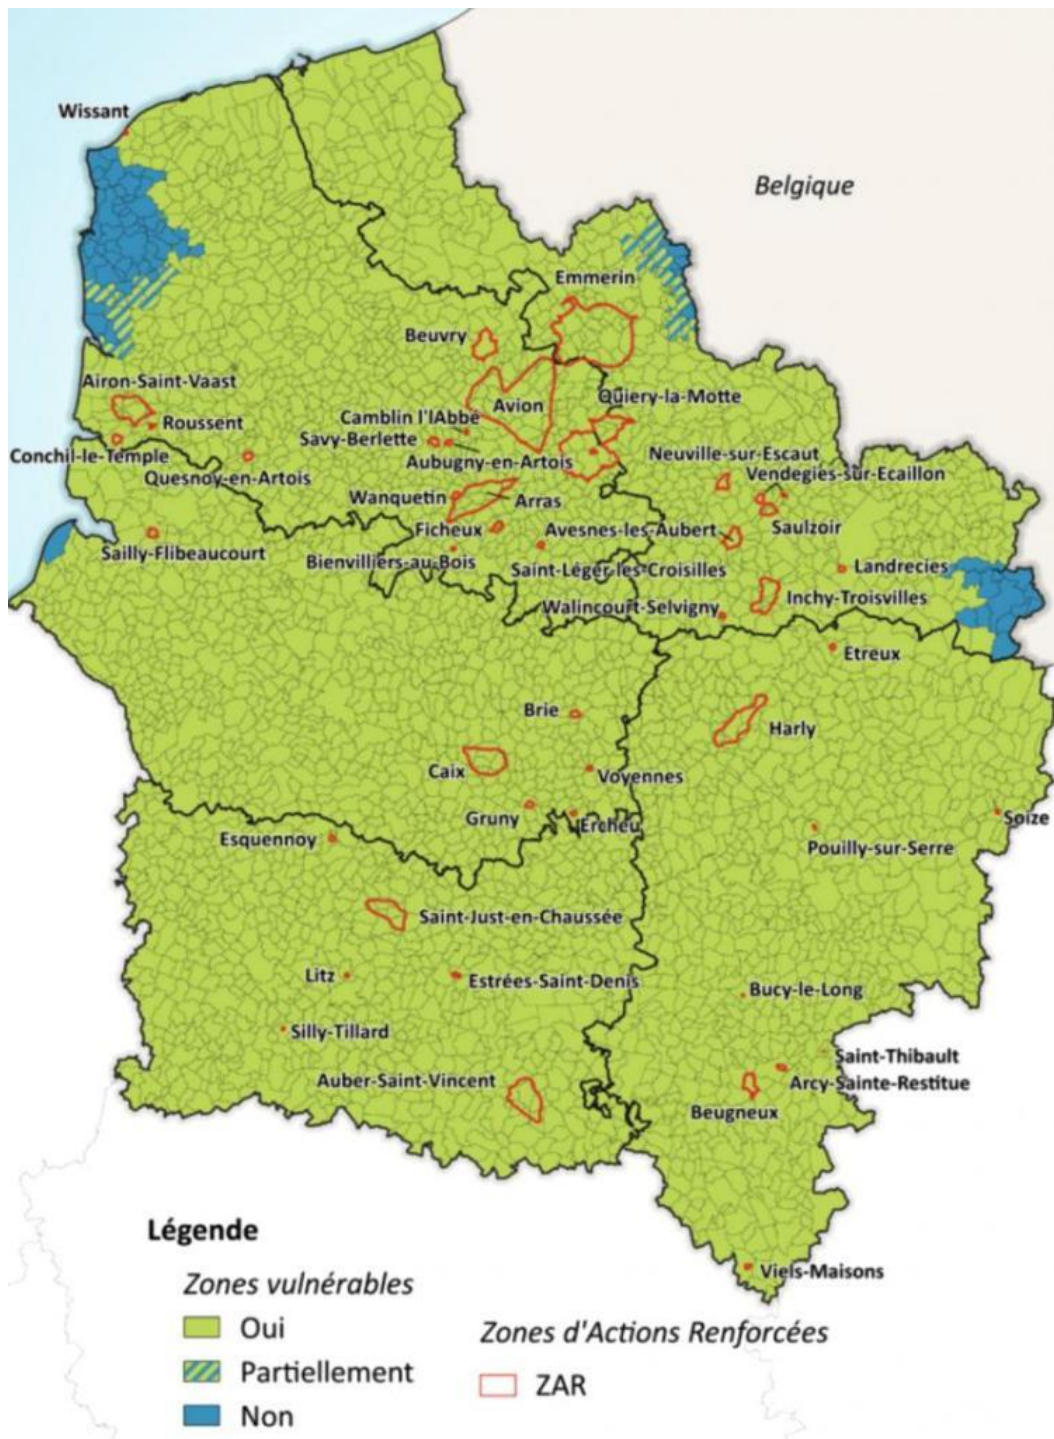 Wissant
Belgique
Emmerin
Beuvry
Airon-Saint-Vaast
Quiery-la-Motte
Avion
Camblin l'lAbbé
Roussent
Savy-Berlette
Conchil-le-Temple
Aubugny-en-Artois
Neuville-sur-Escaut
Quesnoy-en-Artois
Vendegies-sur-Ecaillon
Wanquetin
Arras
Ficheux
Avesnes-les-Aubert
Saulzoir
Sailly-Flibeaucourt
Bienvilliers-au-Bois
Saint-Léger-les-Croisilles
Landrecies
Walincourt-Selvigny
Inchy-Troisvilles
Etreux
Brie
Harly
Caix
Voyennes
Gruny
Ercheu
Soize
Esquennoy
Pouilly-sur-Serre
Saint-Just-en-Chaussée
Litz
Estrées-Saint-Denis
Bucy-le-Long
Silly-Tillard
Saint-Thibault
Auber-Saint-Vincent
Arcy-Sainte-Restitue
Beugneux
Viels-Maisons
Légende
Zones vulnérables
Oui
Partiellement
Non
Zones d'Actions Renforcées
ZAR